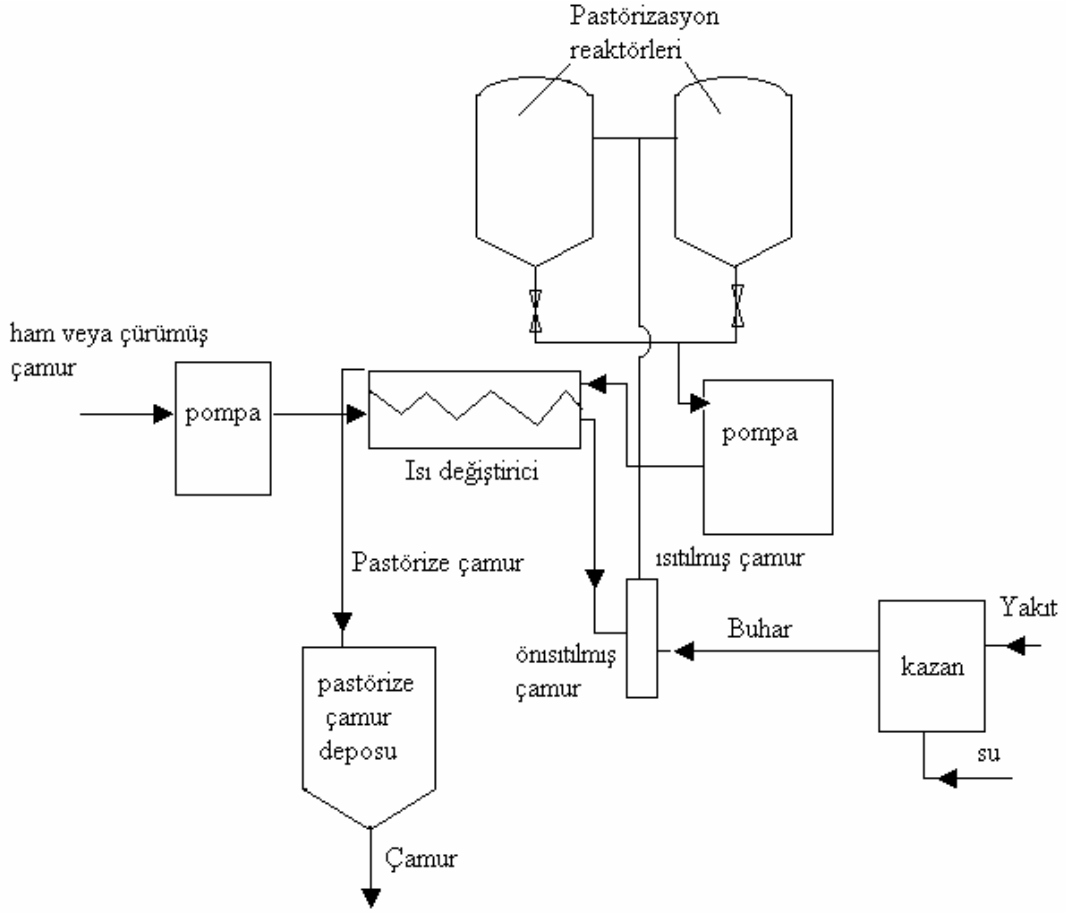 Pastörizasyon
reaktörleri
ham veya çürümüş
çamur
pompa
pompa
Isı değiştirici
Pastörize çamur
ısıtılmış çamur
Yakıt
Buhar
önısıtılmış
çamur
kazan
pastörize
çamur
deposu
su
Çamur